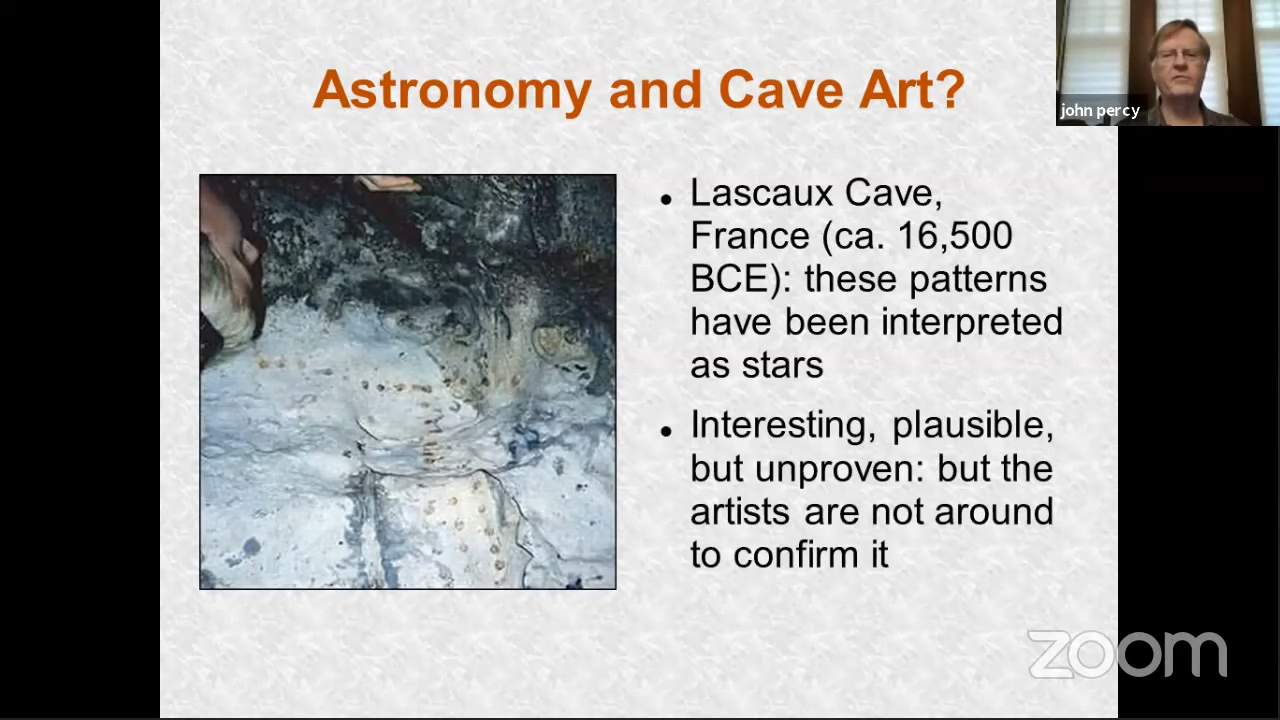 Astronomy and Cave Art?
john percy
• Lascaux Cave,
France (ca. 16,500
BCE): these patterns
have been interpreted
as stars
• Interesting, plausible,
but unproven: but the
artists are not around
to confirm it
zoom